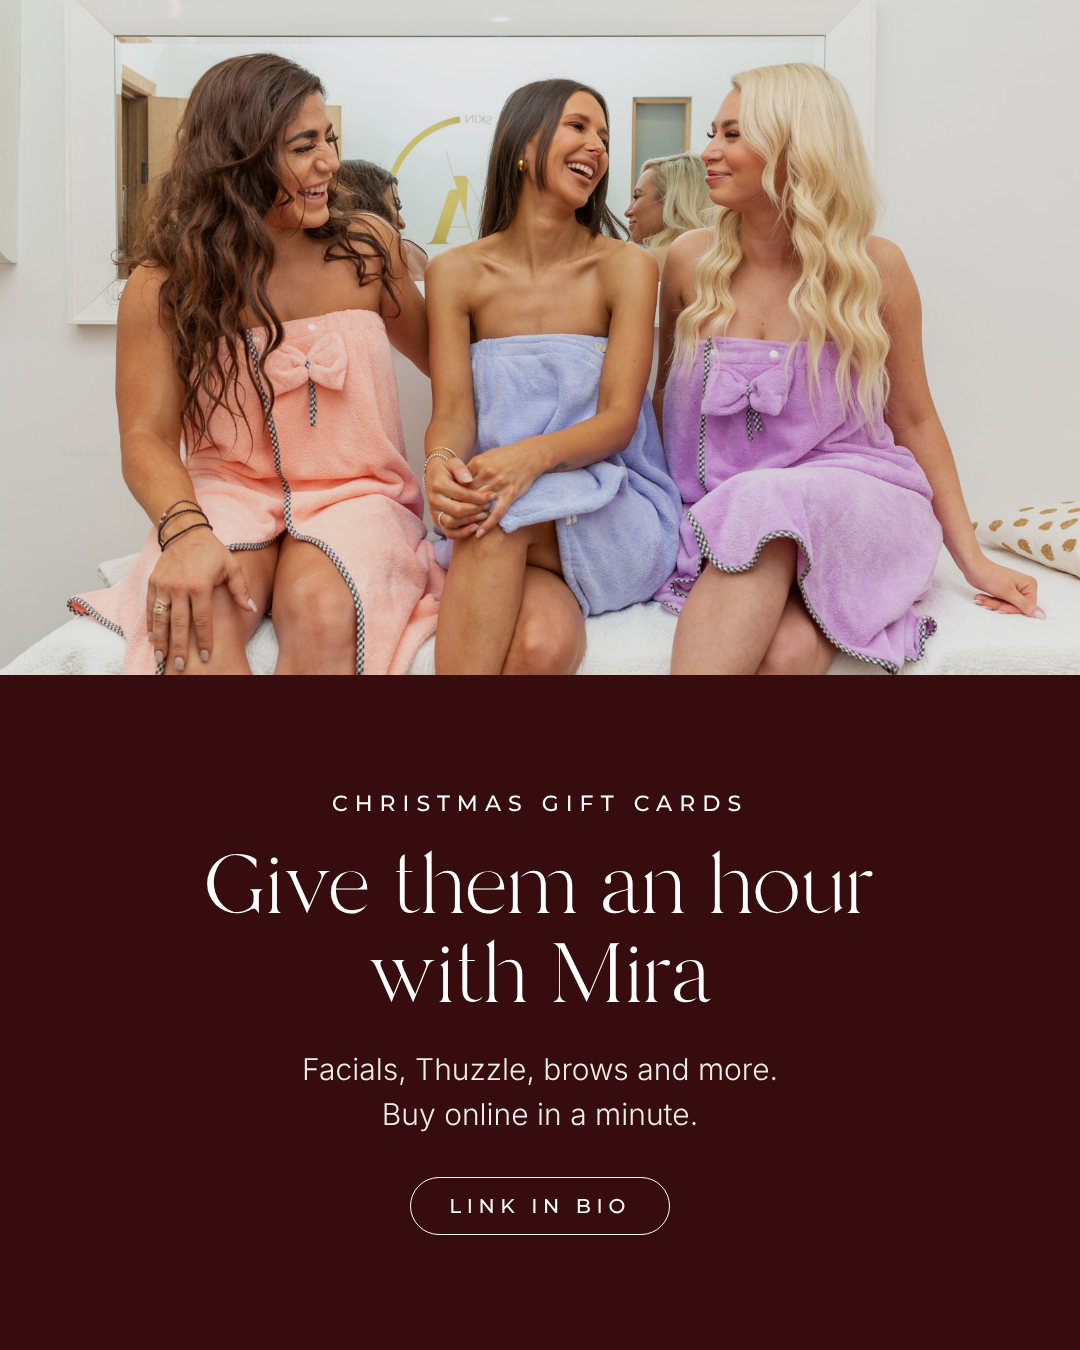 SKIN
CHRISTMAS GIFT CARDS
Give them an hour
with Mira
Facials, Thuzzle, brows and more.
Buy online in a minute.
LINK IN BIO